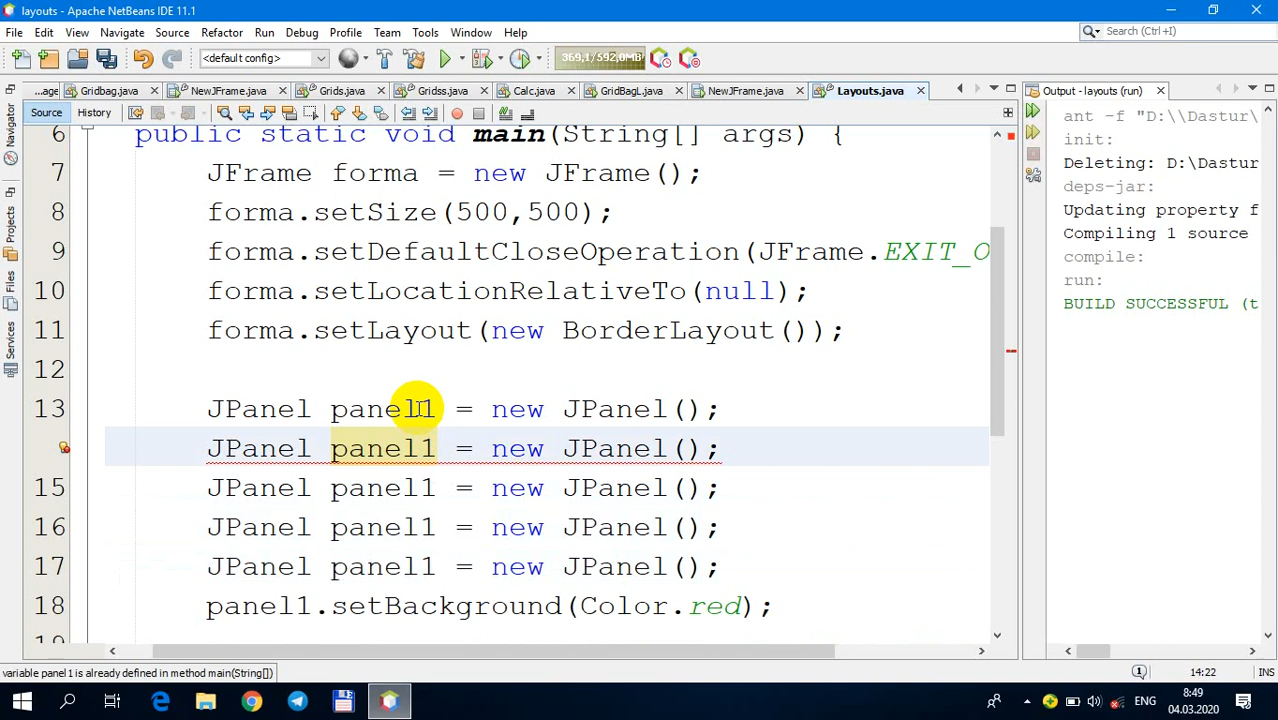 layouts - Apache NetBeans IDE 11.1
File Edit View Navigate Source Refactor Run Debug Profile Team Tools Window Help
Search (Ctrl+I)
<default config>
369,1/592,0MB
...age Gridbag.java NewJFrame.java Grids.java Gridss.java Calc.java GridBagL.java NewJFrame.java Layouts.java
Output - layouts (run)
Source History
Navigator
Projects
Files
Services
6 public static void main(String[] args) {
7 JFrame forma = new JFrame();
8 forma.setSize(500,500);
9 forma.setDefaultCloseOperation(JFrame.EXIT_O
10 forma.setLocationRelativeTo(null);
11 forma.setLayout(new BorderLayout());
12
13 JPanel panel1 = new JPanel();
JPanel panel1 = new JPanel();
15 JPanel panel1 = new JPanel();
16 JPanel panel1 = new JPanel();
17 JPanel panel1 = new JPanel();
18 panel1.setBackground(Color.red);
ant -f "D:\\Dastur\
init:
Deleting: D:\Dastur
deps-jar:
Updating property f
Compiling 1 source
compile:
run:
BUILD SUCCESSFUL (t
variable panel1 is already defined in method main(String[])
1
14:22 INS
ENG
8:49
04.03.2020